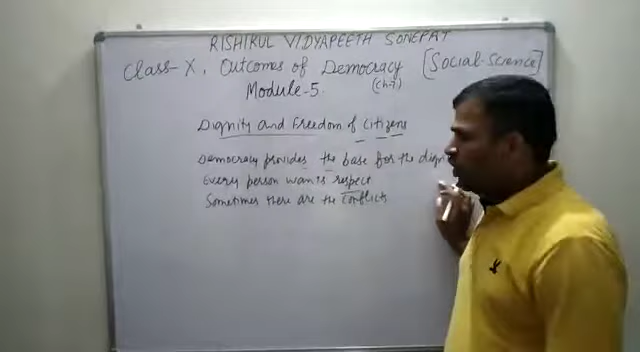 RISHIKUL VIDYAPEETH SONEPAT
Class-X, Outcomes of Democracy [Social-Science]
Module-5. (Ch-7)
Dignity and Freedom of Citizens
Democracy provides the base for the
Every person wants respect
Sometimes there are the Conflicts